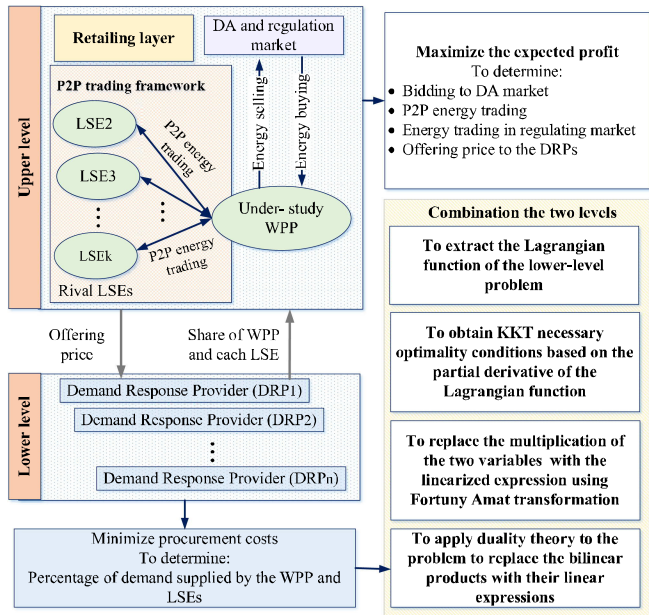 Upper level
Retailing layer
DA and regulation
market
P2P trading framework
LSE2
LSE3
LSEk
Rival LSEs
P2P energy
trading
P2P energy
trading
Energy selling
Energy buying
Under- study
WPP
Maximize the expected profit
To determine:
• Bidding to DA market
• P2P energy trading
• Energy trading in regulating market
• Offering price to the DRPs
Offering
price
Share of WPP
and each LSE
Lower level
Demand Response Provider (DRP1)
Demand Response Provider (DRP2)
Demand Response Provider (DRPn)
Minimize procurement costs
To determine:
Percentage of demand supplied by the WPP and
LSEs
Combination the two levels
To extract the Lagrangian
function of the lower-level
problem
To obtain KKT necessary
optimality conditions based on the
partial derivative of the
Lagrangian function
To replace the multiplication of
the two variables with the
linearized expression using
Fortuny Amat transformation
To apply duality theory to the
problem to replace the bilinear
products with their linear
expressions